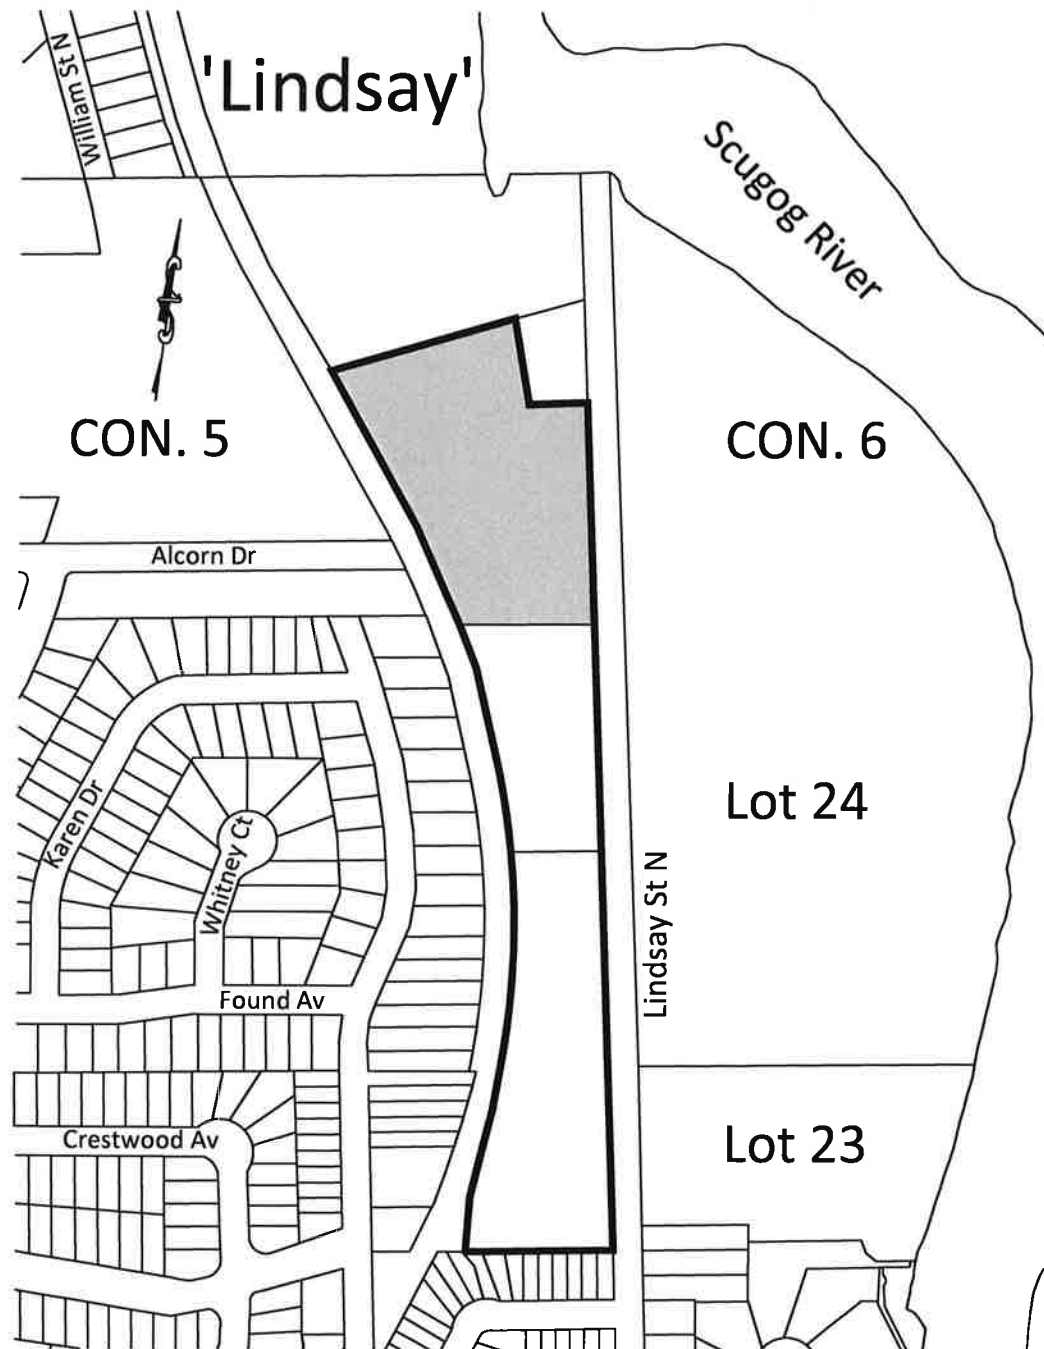 William St N
'Lindsay'
Scugog River
CON. 5
CON. 6
Alcorn Dr
Karen Dr
Whitney Ct
Lot 24
Lindsay St N
Found Av
Crestwood Av
Lot 23